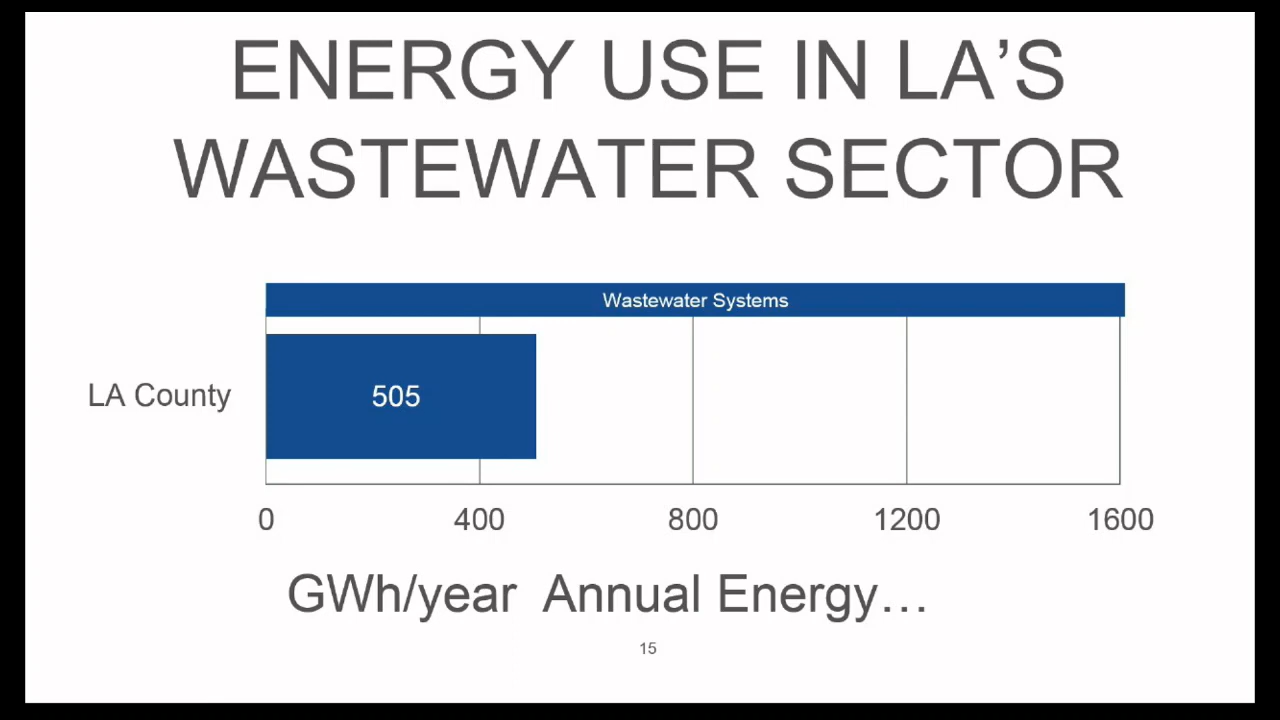 ENERGY USE IN LA’S
WASTEWATER SECTOR
Wastewater Systems
LA County
505
0 400 800 1200 1600
GWh/year  Annual Energy…
15